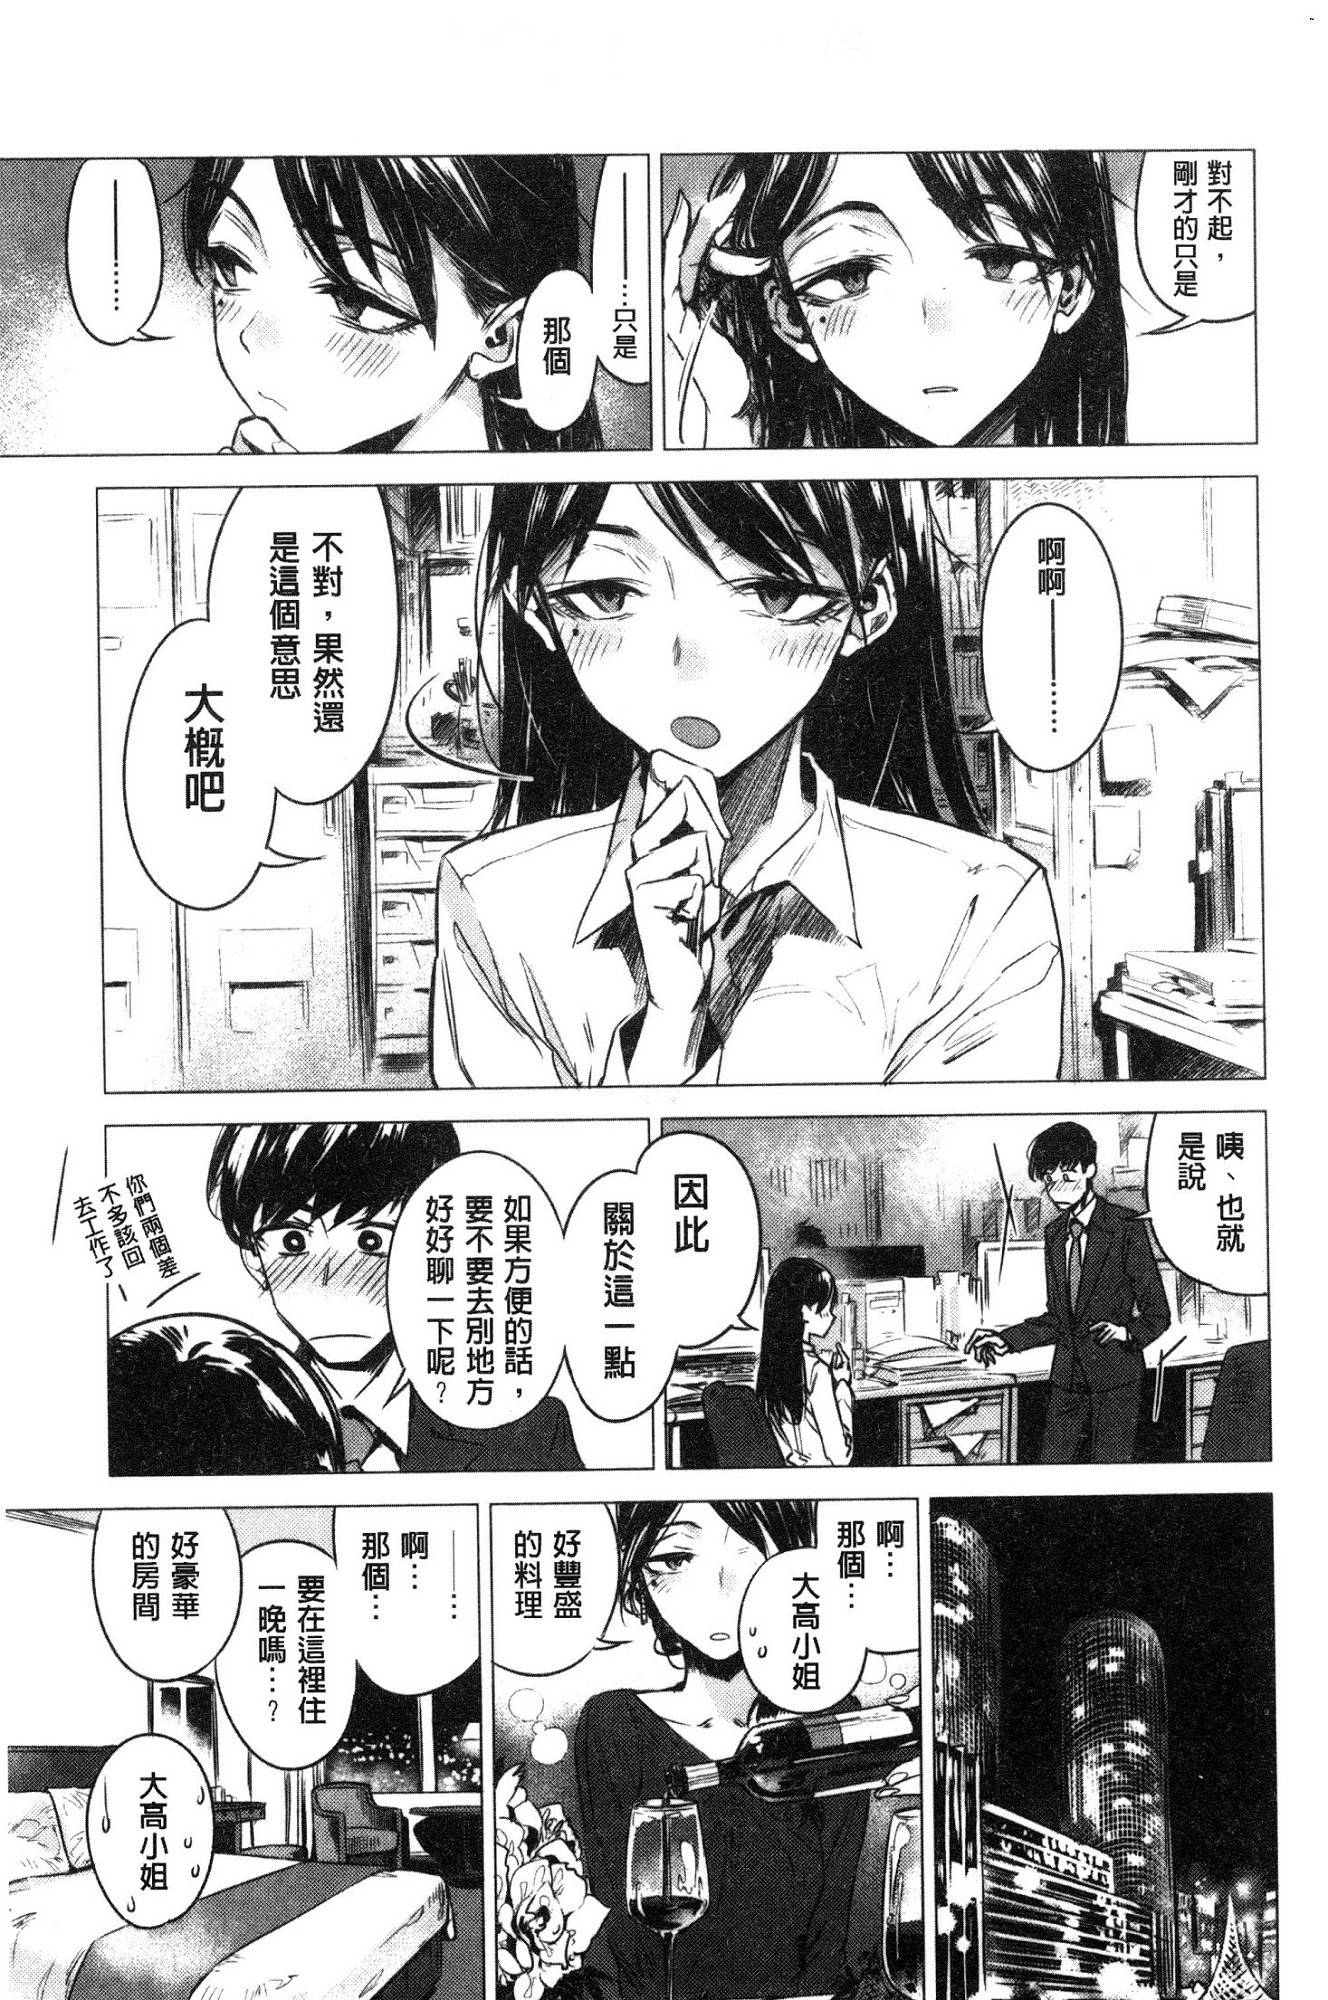 對不起，
剛才的只是
————……只是
那個
————……
啊啊——……
不對，果然還
是這個意思
大概吧
咦、也就
是說
因此
關於這一點
如果方便的話，
要不要去別地方
好好聊一下呢？
你們兩個差
不多該回
去工作了—
啊…
那個…
大高小姐
好豐盛
的料理
——…
啊…
那個…
要在這裡住
一晚嗎…？
好豪華
的房間
大高小姐